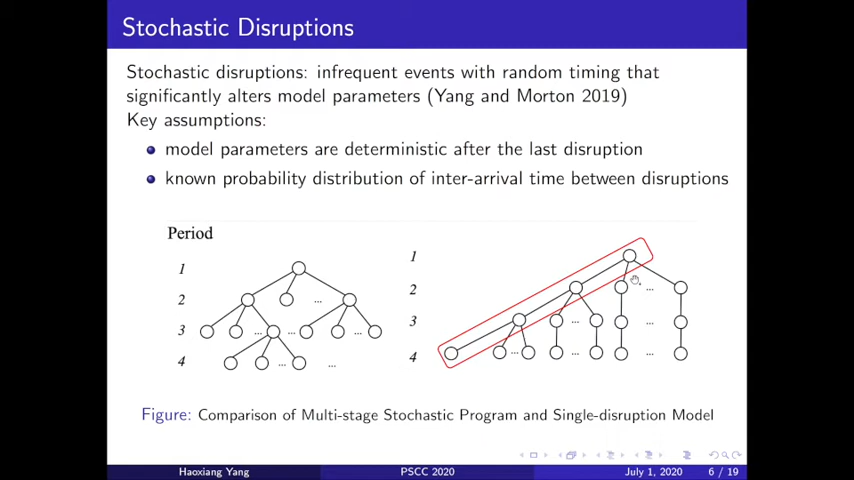 Stochastic Disruptions
Stochastic disruptions: infrequent events with random timing that
significantly alters model parameters (Yang and Morton 2019)
Key assumptions:
model parameters are deterministic after the last disruption
known probability distribution of inter-arrival time between disruptions
Period
1
2
...
3
... ... ...
4
... ...
1
2
...
3
... ...
4
... ... ...
Figure: Comparison of Multi-stage Stochastic Program and Single-disruption Model
Haoxiang Yang PSCC 2020 July 1, 2020 6 / 19